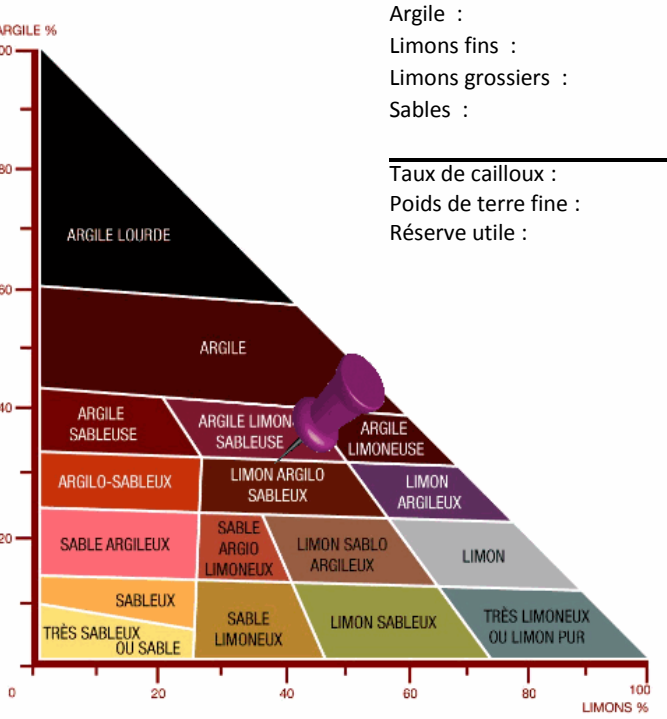 Argile :
Limons fins :
Limons grossiers :
Sables :
Taux de cailloux :
Poids de terre fine :
Réserve utile :
ARGILE %
00
80
60
40
20
ARGILE LOURDE
ARGILE
ARGILE
SABLEUSE
ARGILE LIMON
SABLEUSE
ARGILE
LIMONEUSE
ARGILO-SABLEUX
LIMON ARGILO
SABLEUX
LIMON
ARGILEUX
SABLE ARGILEUX
SABLE
ARGIO
LIMONEUX
LIMON SABLO
ARGILEUX
LIMON
SABLEUX
TRÈS SABLEUX
OU SABLE
SABLE
LIMONEUX
LIMON SABLEUX
TRÈS LIMONEUX
OU LIMON PUR
0
20
40
60
80
100
LIMONS %